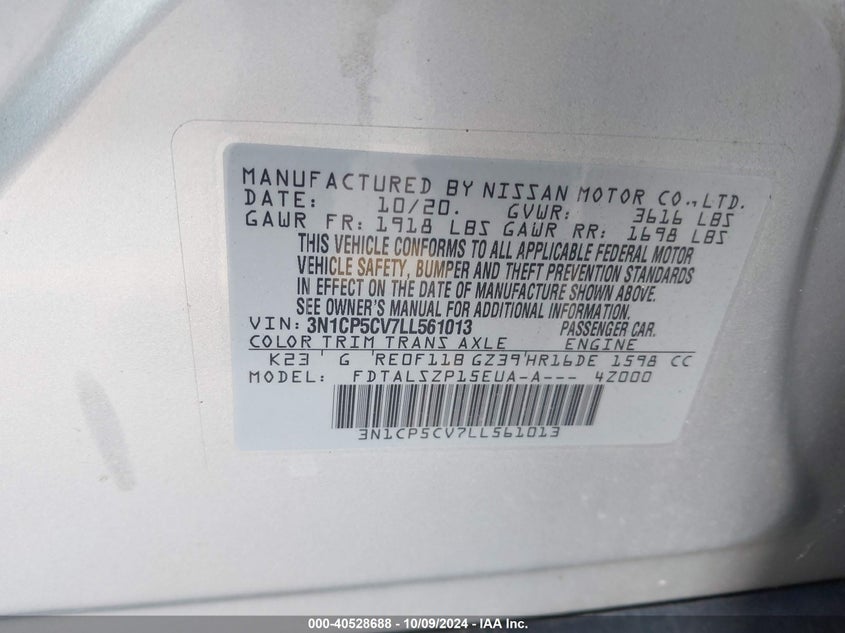 MANUFACTURED BY NISSAN MOTOR CO.,LTD.
DATE: 10/20. GVWR: 3616 LBS
GAWR FR: 1918 LBS GAWR RR: 1698 LBS
THIS VEHICLE CONFORMS TO ALL APPLICABLE FEDERAL MOTOR
VEHICLE SAFETY, BUMPER AND THEFT PREVENTION STANDARDS
IN EFFECT ON THE DATE OF MANUFACTURE SHOWN ABOVE.
SEE OWNER'S MANUAL FOR ADDITIONAL INFORMATION.
VIN: 3N1CP5CV7LL561013 PASSENGER CAR.
COLOR TRIM TRANS AXLE ENGINE
K23 G RE0F11B GZ39 HR16DE 1598 CC
MODEL: FDTALSZP15EUA-A--- 4Z000
3N1CP5CV7LL561013
000-40528688 - 10/09/2024 - IAA Inc.